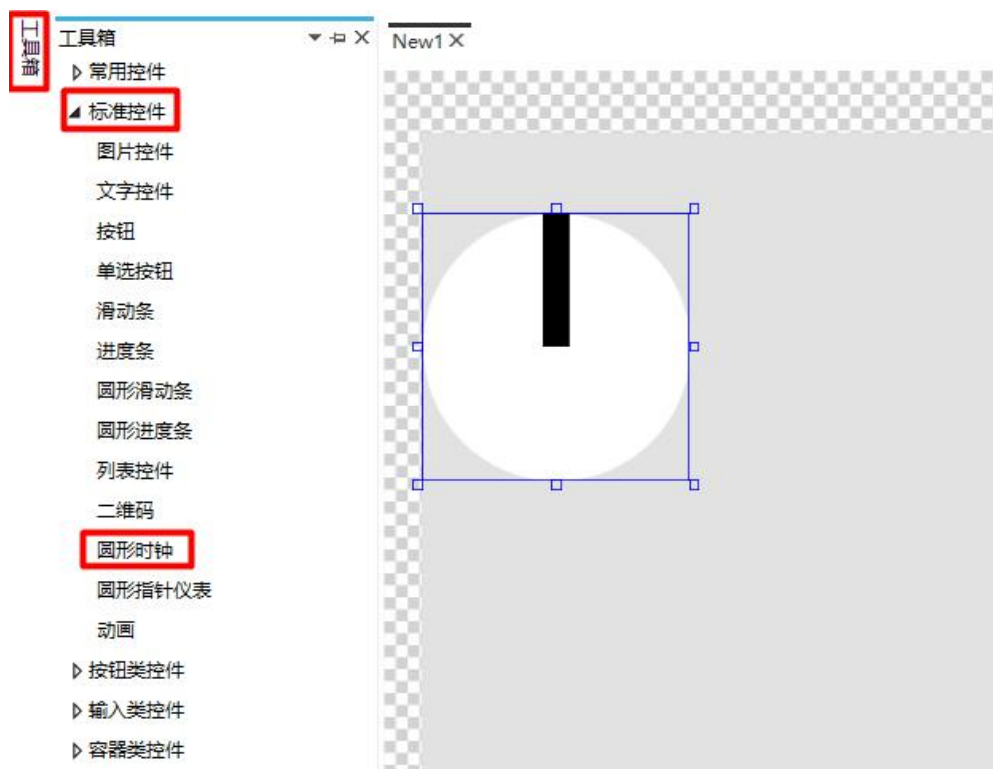 工具箱
工具箱
New1
常用控件
标准控件
图片控件
文字控件
按钮
单选按钮
滑动条
进度条
圆形滑动条
圆形进度条
列表控件
二维码
圆形时钟
圆形指针仪表
动画
按钮类控件
输入类控件
容器类控件